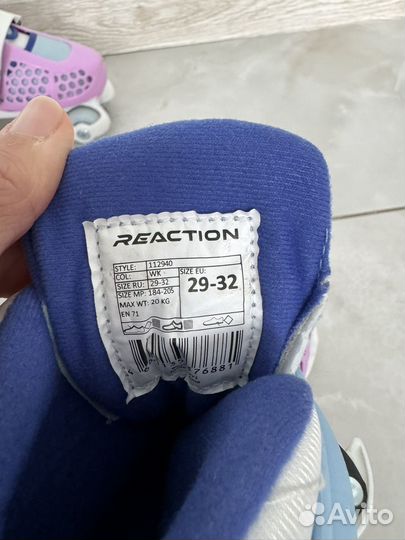 REACTION
STYLE: 112940
COL: WK
SIZE RU: 29-32
SIZE MP: 184-205
MAX WT: 20 KG
EN 71
SIZE EU:
29-32
76881
Avito